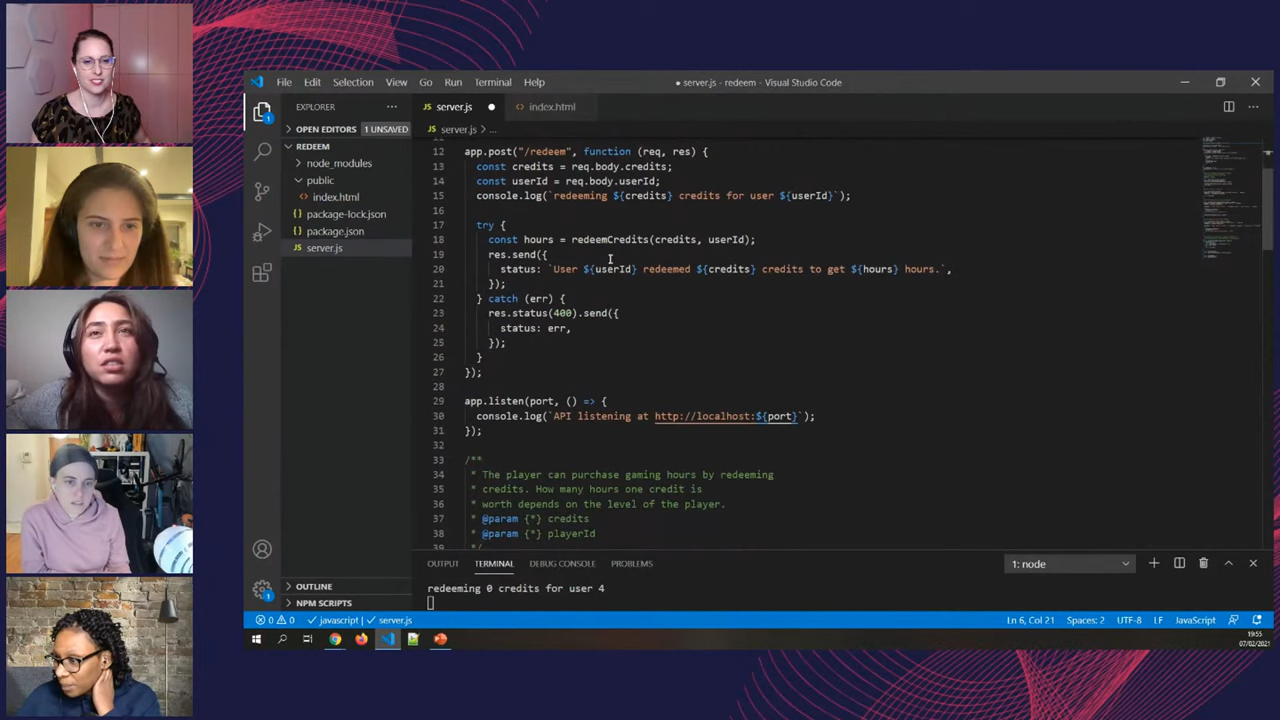 File Edit Selection View Go Run Terminal Help
● server.js - redeem - Visual Studio Code
EXPLORER ···
server.js ●
index.html
OPEN EDITORS 1 UNSAVED
REDEEM
node_modules
public
index.html
package-lock.json
package.json
server.js
OUTLINE
NPM SCRIPTS
server.js > ...
12 app.post("/redeem", function (req, res) {
13 const credits = req.body.credits;
14 const userId = req.body.userId;
15 console.log(`redeeming ${credits} credits for user ${userId}`);
16
17 try {
18 const hours = redeemCredits(credits, userId);
19 res.send({
20 status: `User ${userId} redeemed ${credits} credits to get ${hours} hours.`,
21 });
22 } catch (err) {
23 res.status(400).send({
24 status: err,
25 });
26 }
27 });
28
29 app.listen(port, () => {
30 console.log(`API listening at http://localhost:${port}`);
31 });
32
33 /**
34 * The player can purchase gaming hours by redeeming
35 * credits. How many hours one credit is
36 * worth depends on the level of the player.
37 * @param {*} credits
38 * @param {*} playerId
39 */
OUTPUT TERMINAL DEBUG CONSOLE PROBLEMS
1: node
redeeming 0 credits for user 4
0 0 javascript server.js
Ln 6, Col 21 Spaces: 2 UTF-8 LF JavaScript
19:55
07/02/2021